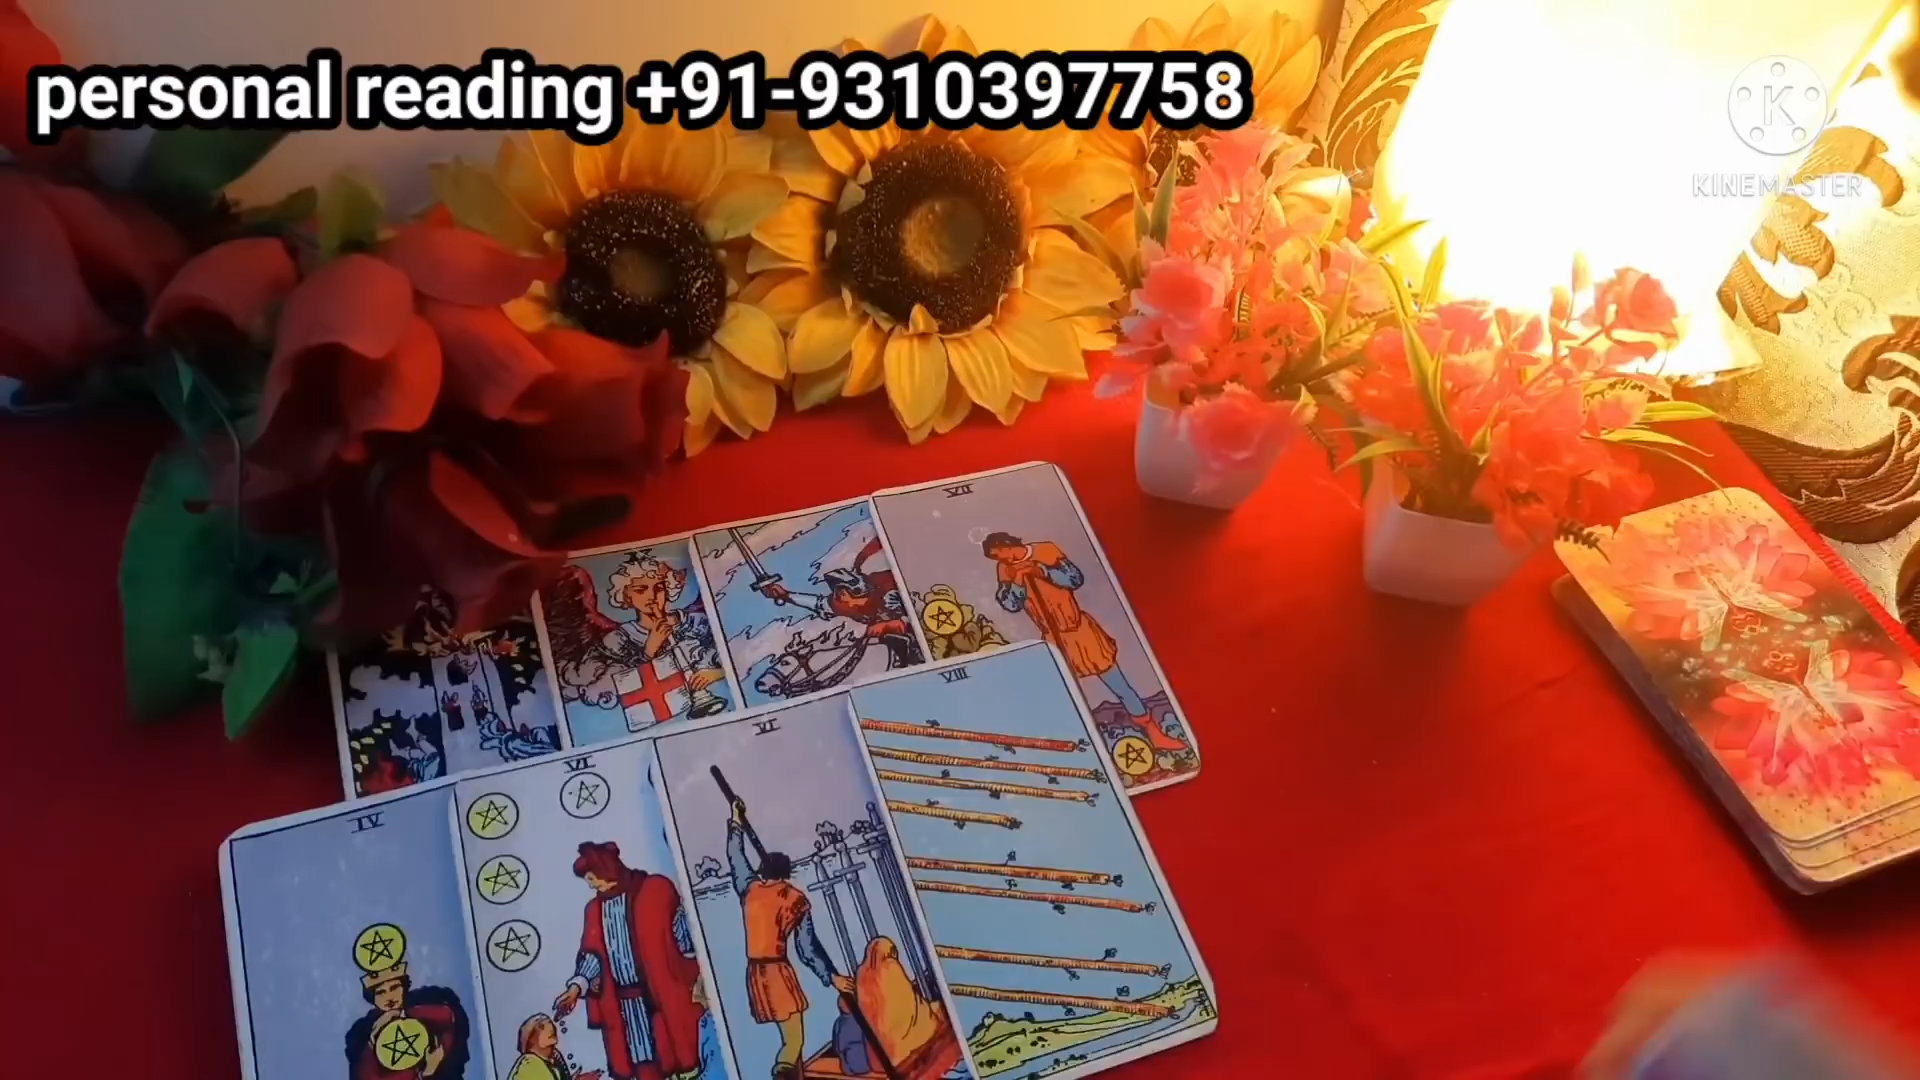 personal reading +91-9310397758
K
KINEMASTER
VII
IV
VI
VI
VIII